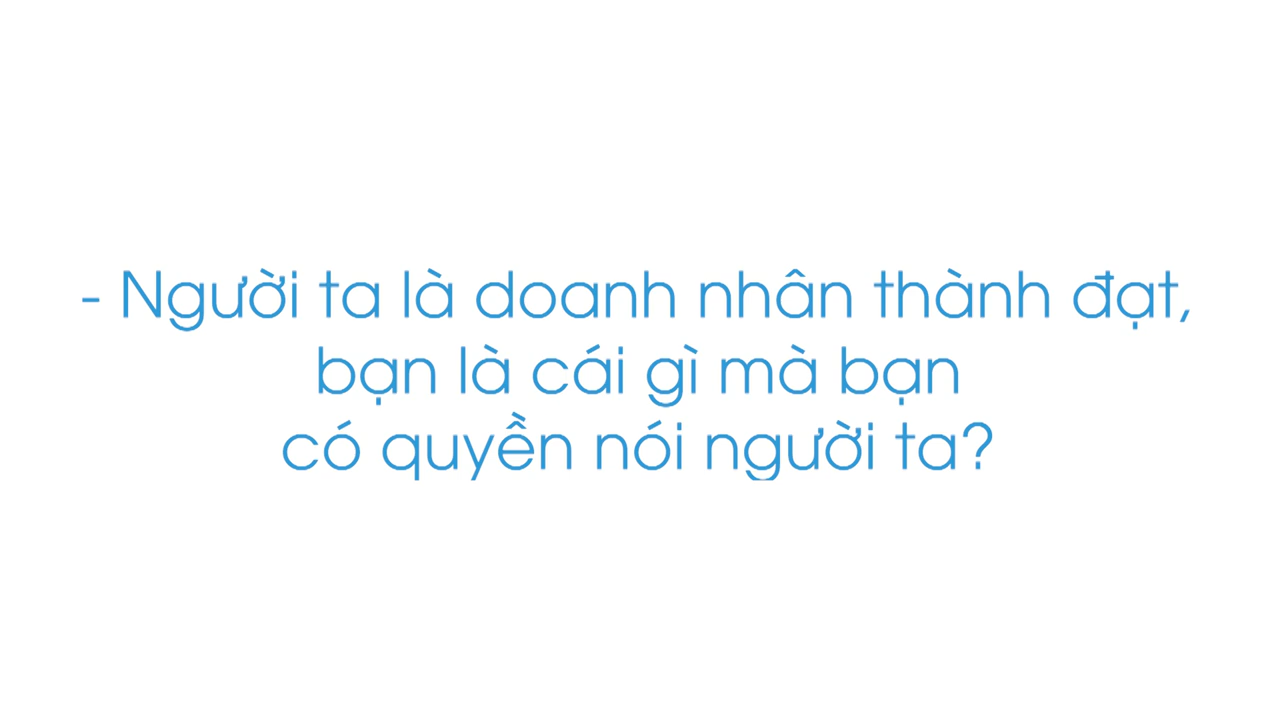 - Người ta là doanh nhân thành đạt,
bạn là cái gì mà bạn
có quyền nói người ta?